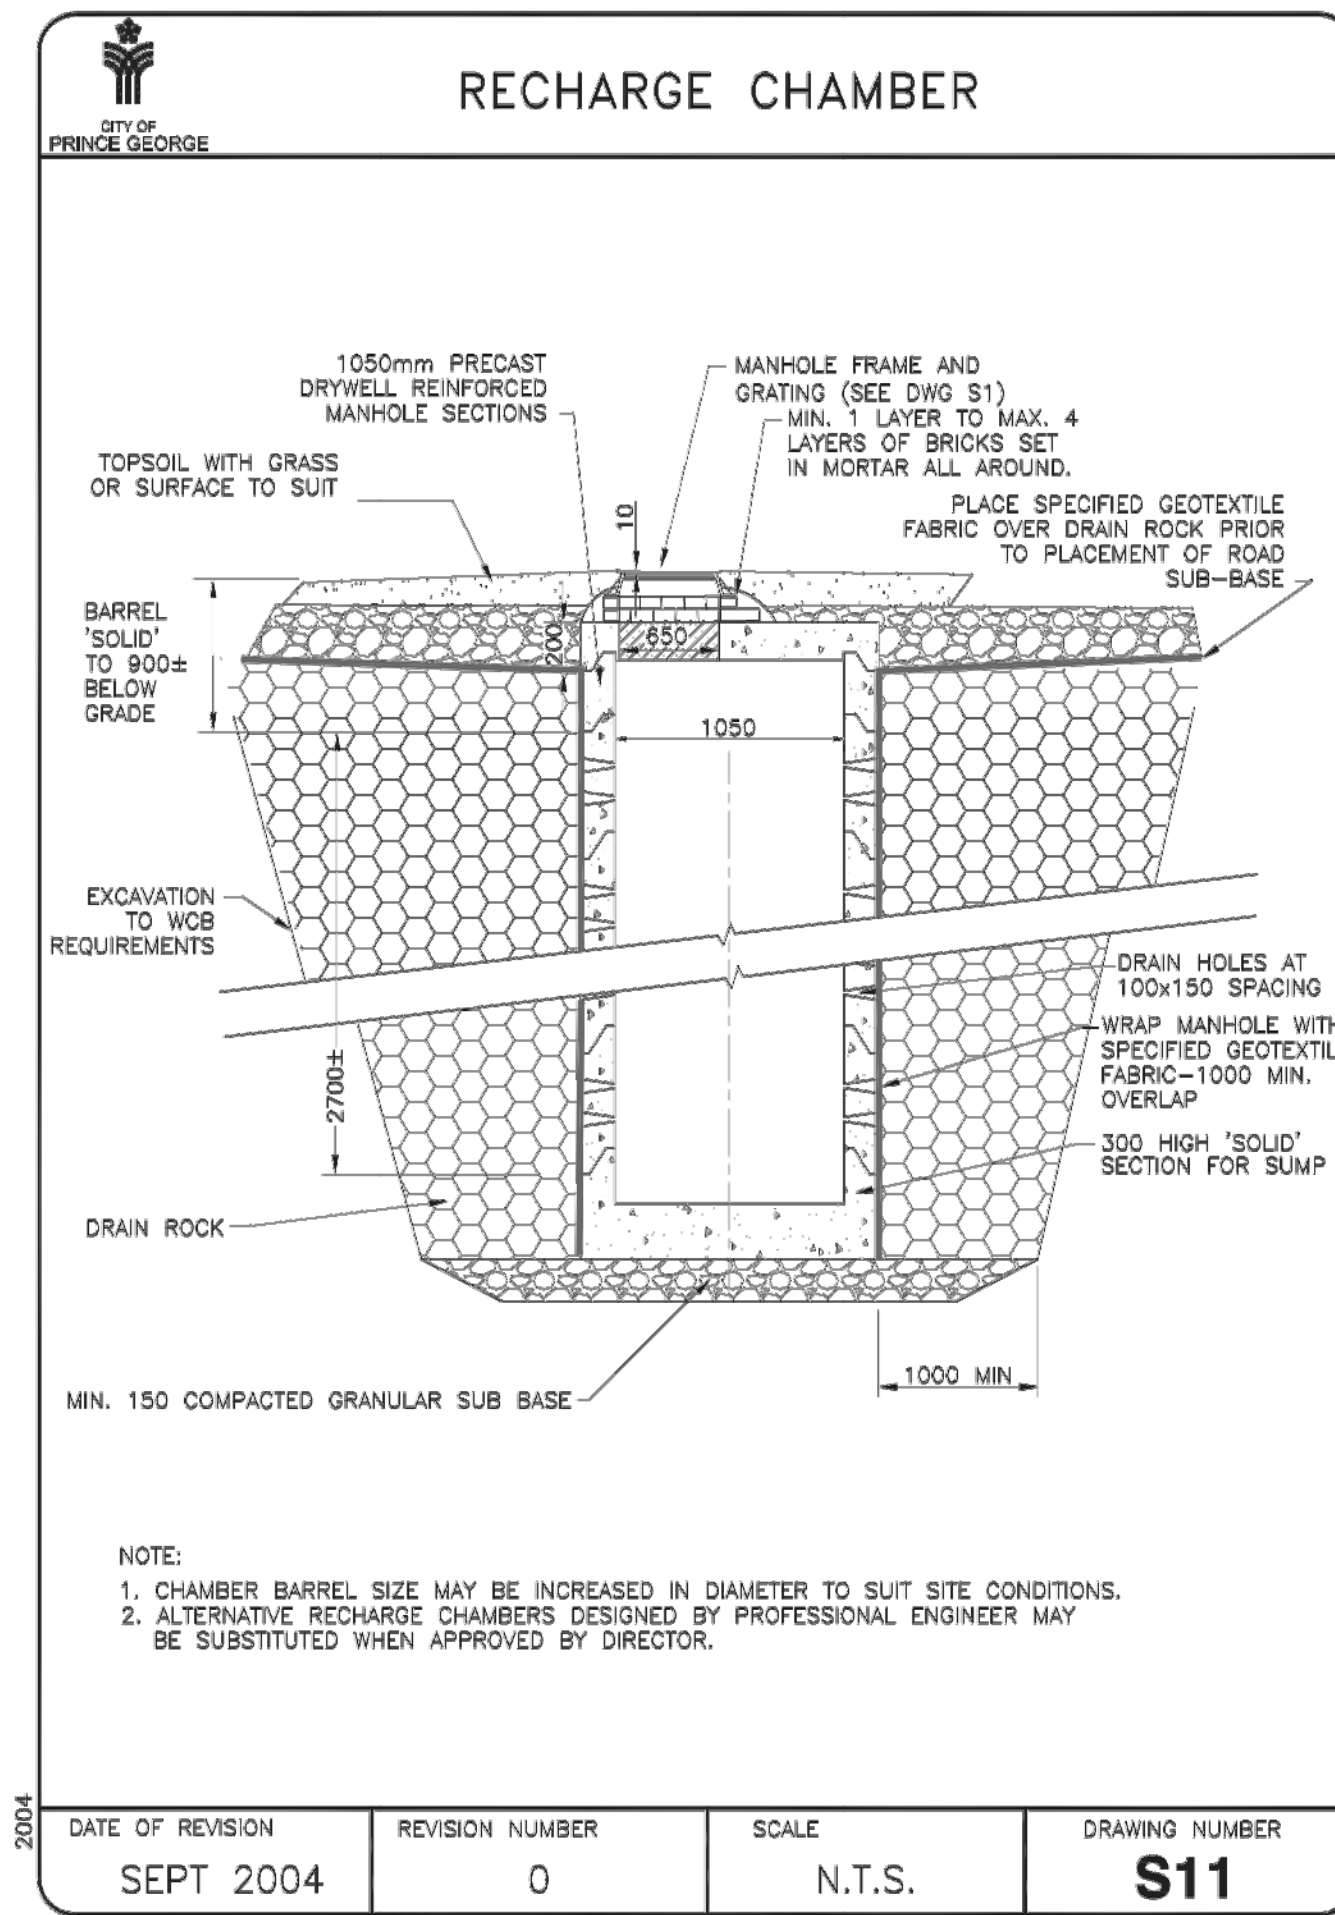 CITY OF
PRINCE GEORGE
RECHARGE CHAMBER
1050mm PRECAST
DRYWELL REINFORCED
MANHOLE SECTIONS
MANHOLE FRAME AND
GRATING (SEE DWG S1)
MIN. 1 LAYER TO MAX. 4
LAYERS OF BRICKS SET
IN MORTAR ALL AROUND.
TOPSOIL WITH GRASS
OR SURFACE TO SUIT
PLACE SPECIFIED GEOTEXTILE
FABRIC OVER DRAIN ROCK PRIOR
TO PLACEMENT OF ROAD
SUB-BASE
10
BARREL
'SOLID'
TO 900±
BELOW
GRADE
200
650
1050
EXCAVATION
TO WCB
REQUIREMENTS
2700±
DRAIN HOLES AT
100x150 SPACING
WRAP MANHOLE WITH
SPECIFIED GEOTEXTIL
FABRIC-1000 MIN.
OVERLAP
300 HIGH 'SOLID'
SECTION FOR SUMP
DRAIN ROCK
1000 MIN
MIN. 150 COMPACTED GRANULAR SUB BASE
NOTE:
1. CHAMBER BARREL SIZE MAY BE INCREASED IN DIAMETER TO SUIT SITE CONDITIONS.
2. ALTERNATIVE RECHARGE CHAMBERS DESIGNED BY PROFESSIONAL ENGINEER MAY
BE SUBSTITUTED WHEN APPROVED BY DIRECTOR.
2004
DATE OF REVISION
SEPT 2004
REVISION NUMBER
0
SCALE
N.T.S.
DRAWING NUMBER
S11